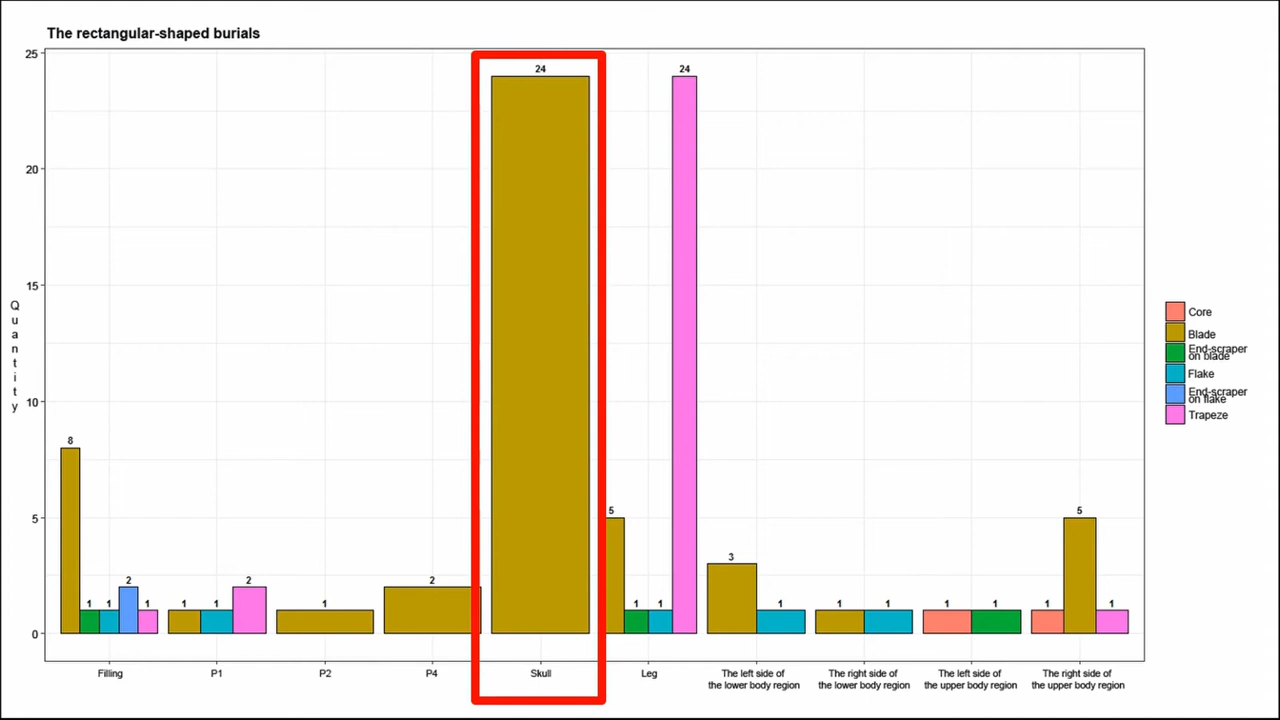 The rectangular-shaped burials
25
20
15
10
5
0
Quantity
8
1
1
2
1
1
1
2
1
2
24
5
1
1
24
3
1
1
1
1
1
1
5
1
Filling
P1
P2
P4
Skull
Leg
The left side of
the lower body region
The right side of
the lower body region
The left side of
the upper body region
The right side of
the upper body region
Core
Blade
End-scraper
on blade
Flake
End-scraper
on flake
Trapeze